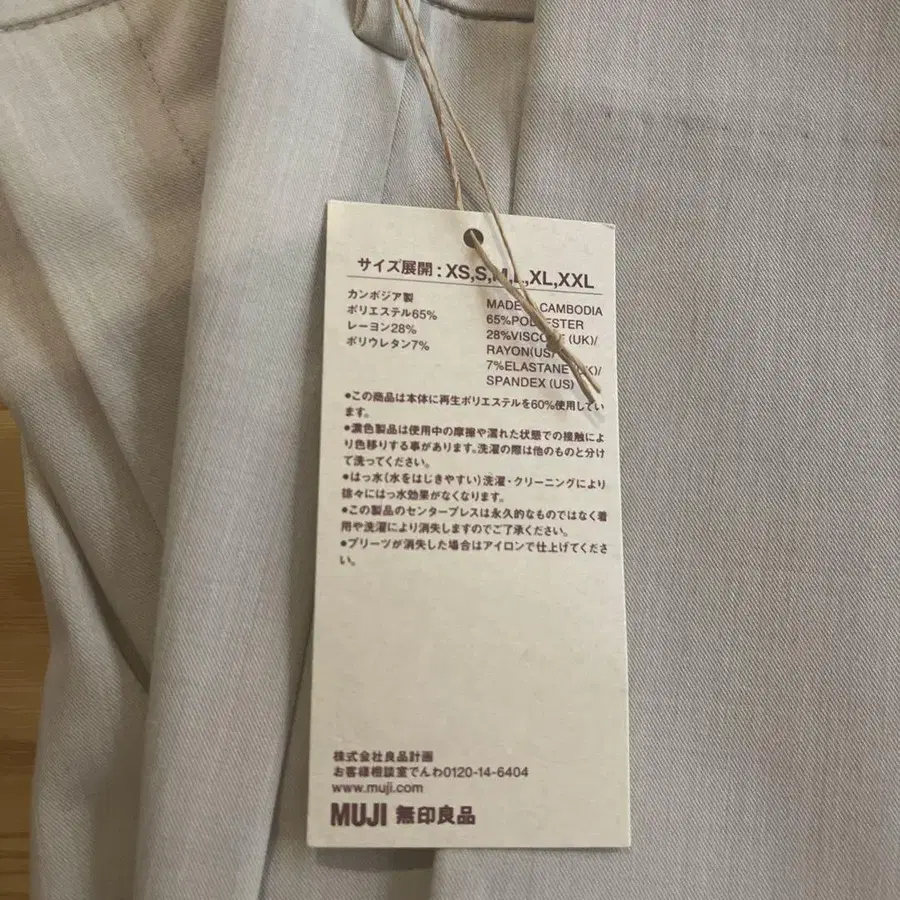 サイズ展開：XS,S,M,L,XL,XXL
カンボジア製
ポリエステル65%
レーヨン28%
ポリウレタン7%
MADE IN CAMBODIA
65%POLYESTER
28%VISCOSE (UK)/
RAYON(US)
7%ELASTANE (UK)/
SPANDEX (US)
●この商品は本体に再生ポリエステルを60%使用してい
ます。
●濃色製品は使用中の摩擦や濡れた状態での接触によ
り色移りする事があります。洗濯の際は他のものと分け
て洗ってください。
●はっ水（水をはじきやすい）洗濯・クリーニングにより
徐々にはっ水効果がなくなります。
●この製品のセンタープレスは永久的なものではなく着
用や洗濯により消失しますのでご了承ください。
●プリーツが消失した場合はアイロンで仕上げてくださ
い。
株式会社良品計画
お客様相談室でんわ0120-14-6404
www.muji.com
MUJI 無印良品